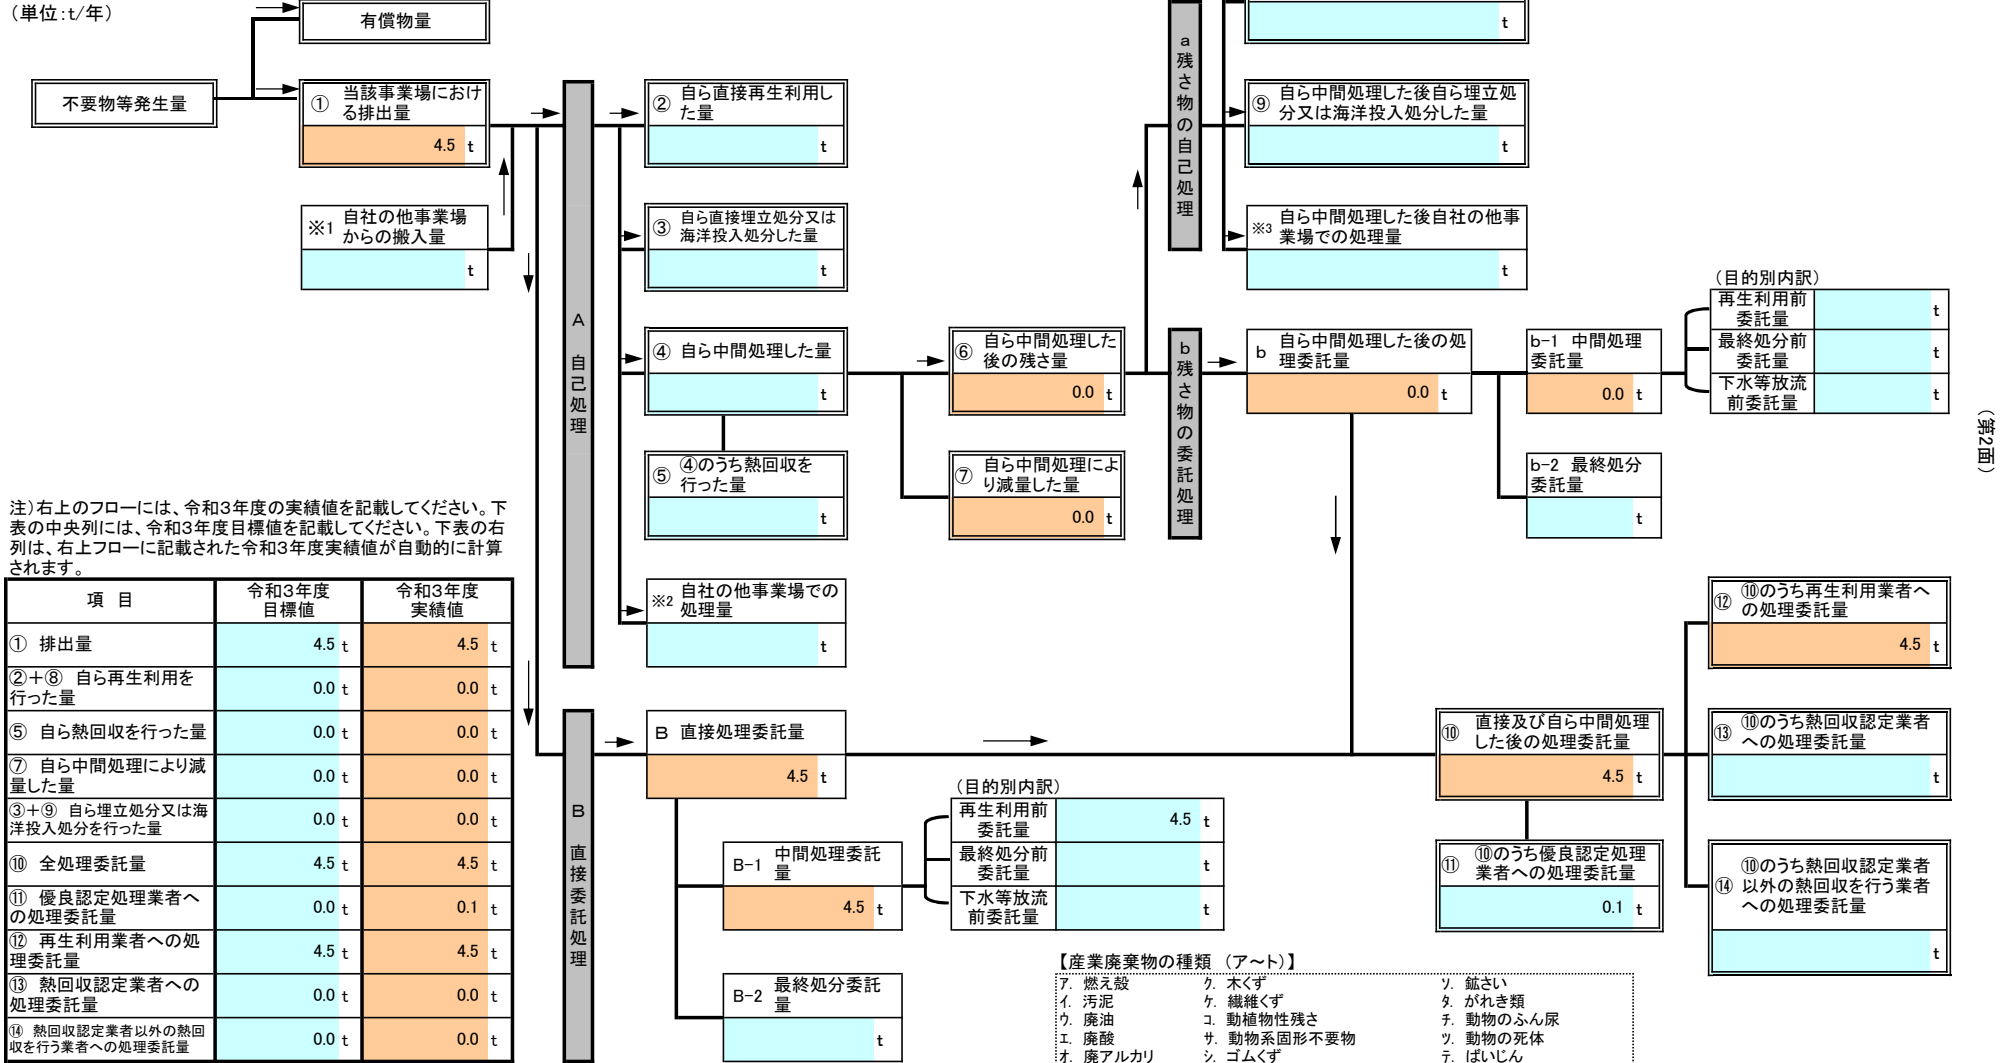 （単位：t/年）
有償物量
不要物等発生量
① 当該事業場におけ
る排出量
4.5 t
※1 自社の他事業場
からの搬入量
t
A 自己処理
② 自ら直接再生利用し
た量
t
③ 自ら直接埋立処分又は
海洋投入処分した量
t
④ 自ら中間処理した量
t
⑤ ④のうち熱回収を
行った量
t
※2 自社の他事業場での
処理量
t
⑥ 自ら中間処理した
後の残さ量
0.0 t
⑦ 自ら中間処理によ
り減量した量
0.0 t
a 残さ物の自己処理
t
⑨ 自ら中間処理した後自ら埋立処
分又は海洋投入処分した量
t
※3 自ら中間処理した後自社の他事
業場での処理量
t
b 残さ物の委託処理
b 自ら中間処理した後の処
理委託量
0.0 t
b-1 中間処理
委託量
0.0 t
b-2 最終処分
委託量
t
（目的別内訳）
再生利用前
委託量
t
最終処分前
委託量
t
下水等放流
前委託量
t
（第2面）
注）右上のフローには、令和3年度の実績値を記載してください。下
表の中央列には、令和3年度目標値を記載してください。下表の右
列は、右上フローに記載された令和3年度実績値が自動的に計算
されます。
項 目
令和3年度
目標値
令和3年度
実績値
① 排出量
4.5 t 4.5 t
②＋⑧ 自ら再生利用を
行った量
0.0 t 0.0 t
⑤ 自ら熱回収を行った量
0.0 t 0.0 t
⑦ 自ら中間処理により減
量した量
0.0 t 0.0 t
③＋⑨ 自ら埋立処分又は海
洋投入処分を行った量
0.0 t 0.0 t
⑩ 全処理委託量
4.5 t 4.5 t
⑪ 優良認定処理業者へ
の処理委託量
0.0 t 0.1 t
⑫ 再生利用業者への処
理委託量
4.5 t 4.5 t
⑬ 熱回収認定業者への
処理委託量
0.0 t 0.0 t
⑭ 熱回収認定業者以外の熱回
収を行う業者への処理委託量
0.0 t 0.0 t
B 直接委託処理
B 直接処理委託量
4.5 t
B-1 中間処理委託
量
4.5 t
B-2 最終処分委託
量
t
（目的別内訳）
再生利用前
委託量
4.5 t
最終処分前
委託量
t
下水等放流
前委託量
t
⑩ 直接及び自ら中間処理
した後の処理委託量
4.5 t
⑪ ⑩のうち優良認定処理
業者への処理委託量
0.1 t
⑫ ⑩のうち再生利用業者へ
の処理委託量
4.5 t
⑬ ⑩のうち熱回収認定業者
への処理委託量
t
⑭ ⑩のうち熱回収認定業者
以外の熱回収を行う業者
への処理委託量
t
【産業廃棄物の種類 （ア～ト）】
ア. 燃え殻 ク. 木くず ソ. 鉱さい
イ. 汚泥 ケ. 繊維くず タ. がれき類
ウ. 廃油 コ. 動植物性残さ チ. 動物のふん尿
エ. 廃酸 サ. 動物系固形不要物 ツ. 動物の死体
オ. 廃アルカリ シ. ゴムくず テ. ばいじん